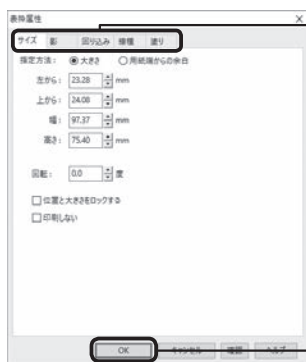 表枠属性
サイズ 影 回り込み 線種 塗り
指定方法: 大きさ 用紙端からの余白
左から: 23.28 mm
上から: 24.08 mm
幅: 97.37 mm
高さ: 75.40 mm
回転: 0.0 度
位置と大きさをロックする
印刷しない
OK キャンセル 確認 ヘルプ